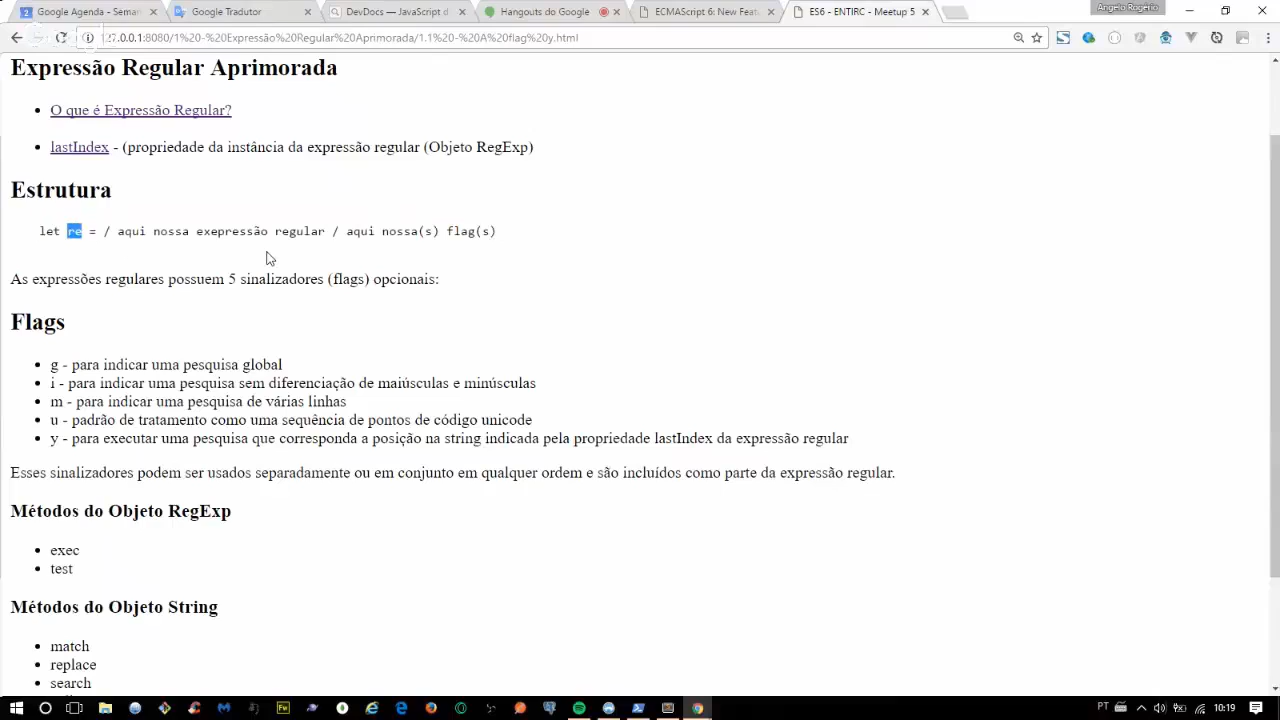 Google Agenda - Sema
Google Tradutor
DevDocs — JavaScript d
Hangouts do Google
ECMAScript 6: New Feat
ES6 - ENTIRC - Meetup 5
Angelo Rogério
127.0.0.1:8080/1%20-%20Expressão%20Regular%20Aprimorada/1.1%20-%20A%20flag%20y.html
Expressão Regular Aprimorada
O que é Expressão Regular?
lastIndex - (propriedade da instância da expressão regular (Objeto RegExp)
Estrutura
let re = / aqui nossa exepressão regular / aqui nossa(s) flag(s)
As expressões regulares possuem 5 sinalizadores (flags) opcionais:
Flags
g - para indicar uma pesquisa global
i - para indicar uma pesquisa sem diferenciação de maiúsculas e minúsculas
m - para indicar uma pesquisa de várias linhas
u - padrão de tratamento como uma sequência de pontos de código unicode
y - para executar uma pesquisa que corresponda a posição na string indicada pela propriedade lastIndex da expressão regular
Esses sinalizadores podem ser usados separadamente ou em conjunto em qualquer ordem e são incluídos como parte da expressão regular.
Métodos do Objeto RegExp
exec
test
Métodos do Objeto String
match
replace
search
PT
10:19